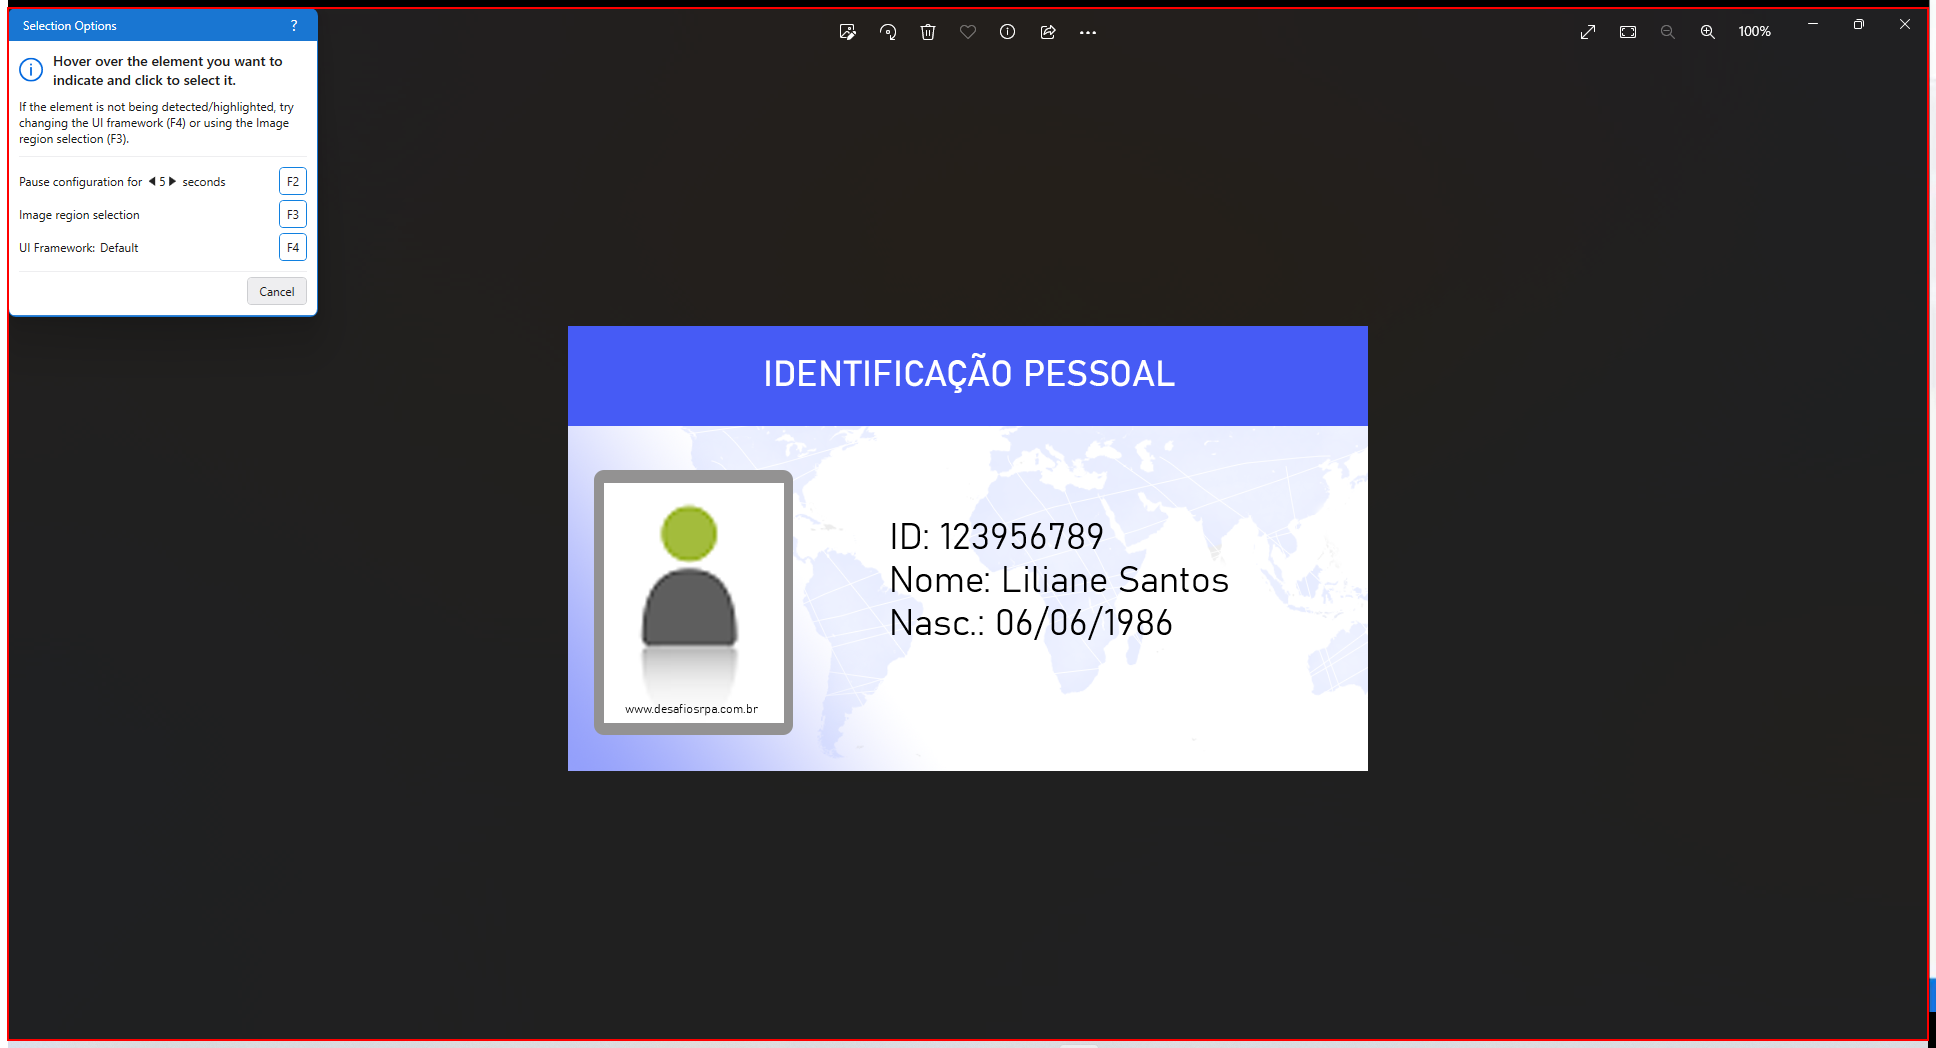 Selection Options ?
Hover over the element you want to
indicate and click to select it.
If the element is not being detected/highlighted, try
changing the UI framework (F4) or using the Image
region selection (F3).
Pause configuration for 5 seconds F2
Image region selection F3
UI Framework: Default F4
Cancel
100%
IDENTIFICAÇÃO PESSOAL
ID: 123956789
Nome: Liliane Santos
Nasc.: 06/06/1986
www.desafiosrpa.com.br